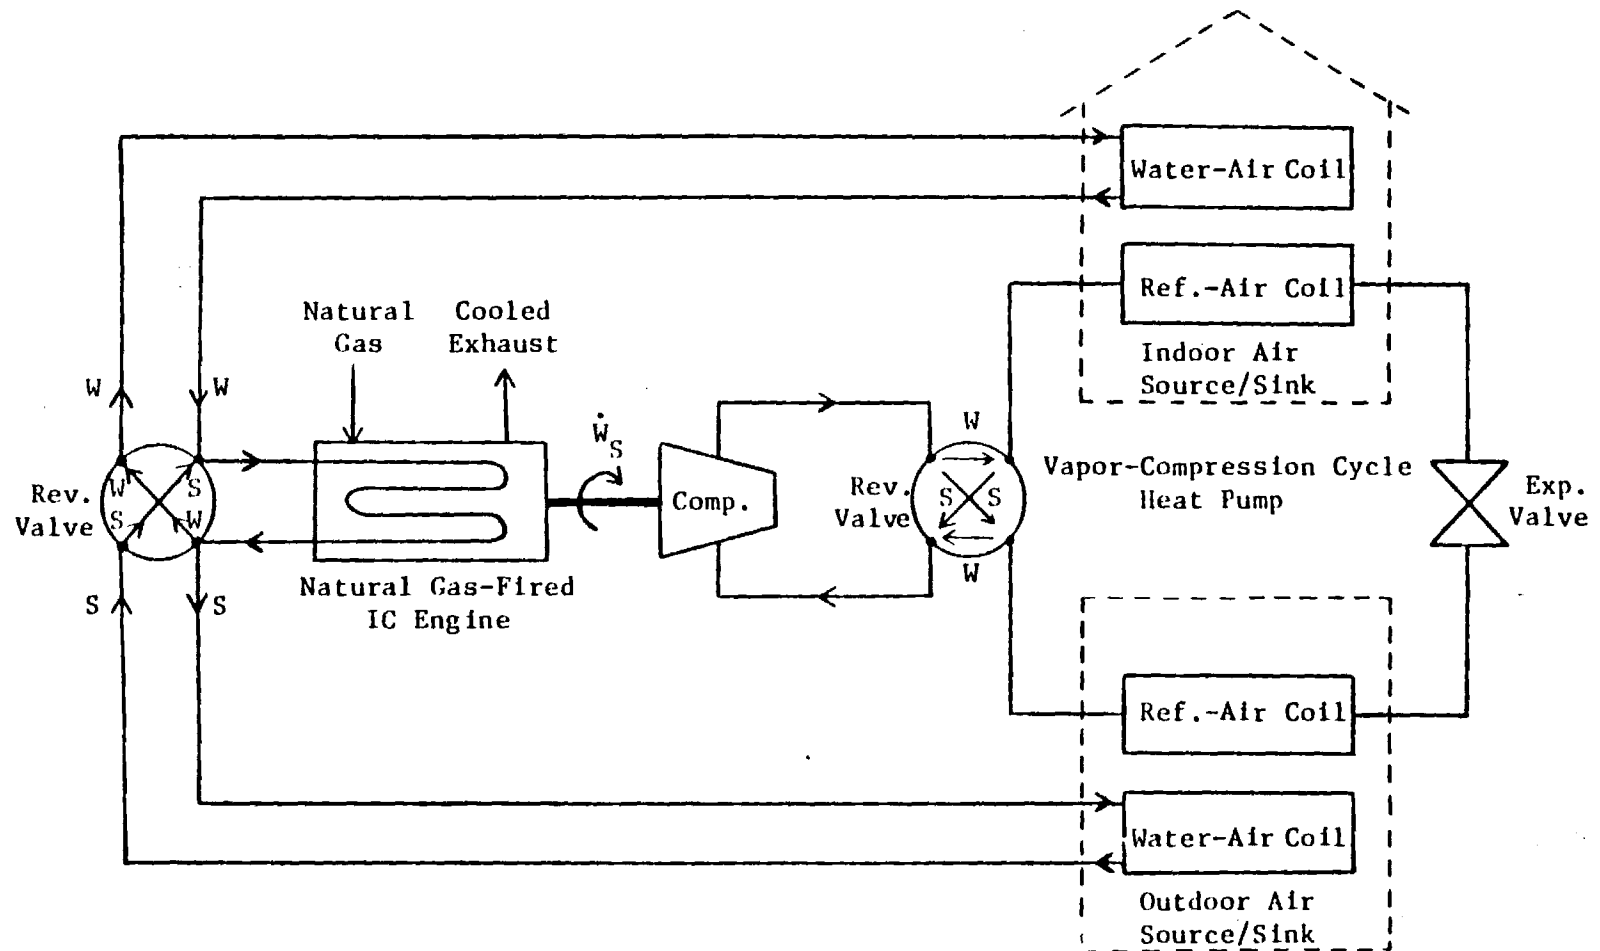 Water-Air Coil
Ref.-Air Coil
Indoor Air
Source/Sink
Natural
Gas
Cooled
Exhaust
W
W
Ẇ
S
W
Rev.
Valve
W
S
S
W
Comp.
Rev.
Valve
S
S
Vapor-Compression Cycle
Heat Pump
Exp.
Valve
W
Natural Gas-Fired
IC Engine
S
S
Ref.-Air Coil
Water-Air Coil
Outdoor Air
Source/Sink